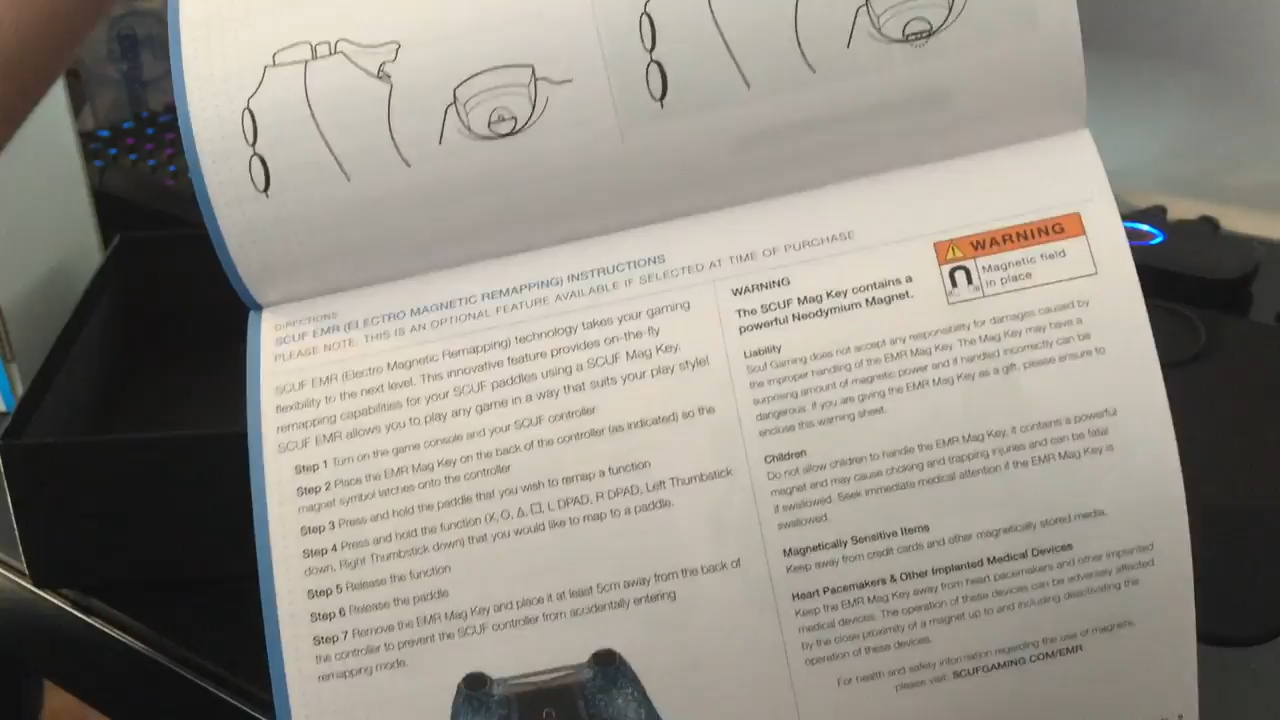 DIRECTIONS
SCUF EMR (ELECTRO MAGNETIC REMAPPING) INSTRUCTIONS
PLEASE NOTE: THIS IS AN OPTIONAL FEATURE AVAILABLE IF SELECTED AT TIME OF PURCHASE
SCUF EMR (Electro Magnetic Remapping) technology takes your gaming
flexibility to the next level. This innovative feature provides on-the-fly
remapping capabilities for your SCUF paddles using a SCUF Mag Key.
SCUF EMR allows you to play any game in a way that suits your play style!
Step 1 Turn on the game console and your SCUF controller
Step 2 Place the EMR Mag Key on the back of the controller (as indicated) so the
magnet symbol latches onto the controller
Step 3 Press and hold the paddle that you wish to remap a function
Step 4 Press and hold the function (X, O, Δ, □, L DPAD, R DPAD, Left Thumbstick
down, Right Thumbstick down) that you would like to map to a paddle.
Step 5 Release the function
Step 6 Release the paddle
Step 7 Remove the EMR Mag Key and place it at least 5cm away from the back of
the controller to prevent the SCUF controller from accidentally entering
remapping mode.
WARNING
The SCUF Mag Key contains a
powerful Neodymium Magnet.
WARNING
Magnetic field
in place
Liability
Scuf Gaming does not accept any responsibility for damages caused by
the improper handling of the EMR Mag Key. The Mag Key may have a
surprising amount of magnetic power and if handled incorrectly can be
dangerous. If you are giving the EMR Mag Key as a gift, please ensure to
enclose this warning sheet.
Children
Do not allow children to handle the EMR Mag Key, it contains a powerful
magnet and may cause choking and trapping injuries and can be fatal
if swallowed. Seek immediate medical attention if the EMR Mag Key is
swallowed.
Magnetically Sensitive Items
Keep away from credit cards and other magnetically stored media.
Heart Pacemakers & Other Implanted Medical Devices
Keep the EMR Mag Key away from heart pacemakers and other implanted
medical devices. The operation of these devices can be adversely affected
by the close proximity of a magnet up to and including deactivating the
operation of these devices.
For health and safety information regarding the use of magnets,
please visit: SCUFGAMING.COM/EMR